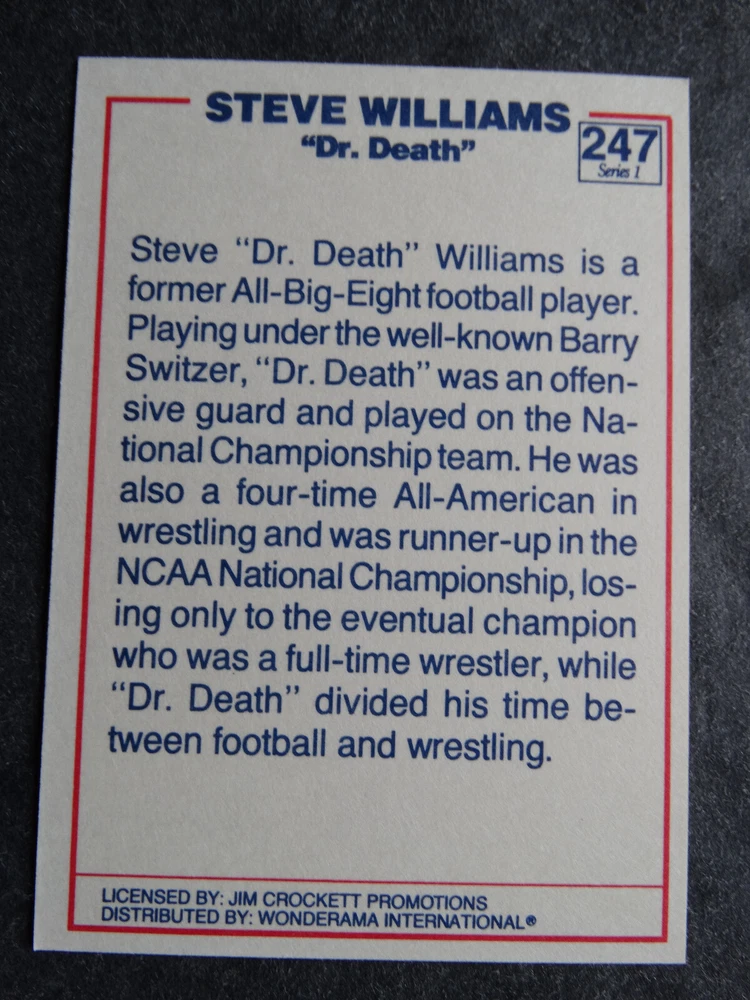 STEVE WILLIAMS
“Dr. Death”
247
Series 1
Steve “Dr. Death” Williams is a
former All-Big-Eight football player.
Playing under the well-known Barry
Switzer, “Dr. Death” was an offen-
sive guard and played on the Na-
tional Championship team. He was
also a four-time All-American in
wrestling and was runner-up in the
NCAA National Championship, los-
ing only to the eventual champion
who was a full-time wrestler, while
“Dr. Death” divided his time be-
tween football and wrestling.
LICENSED BY: JIM CROCKETT PROMOTIONS
DISTRIBUTED BY: WONDERAMA INTERNATIONAL®